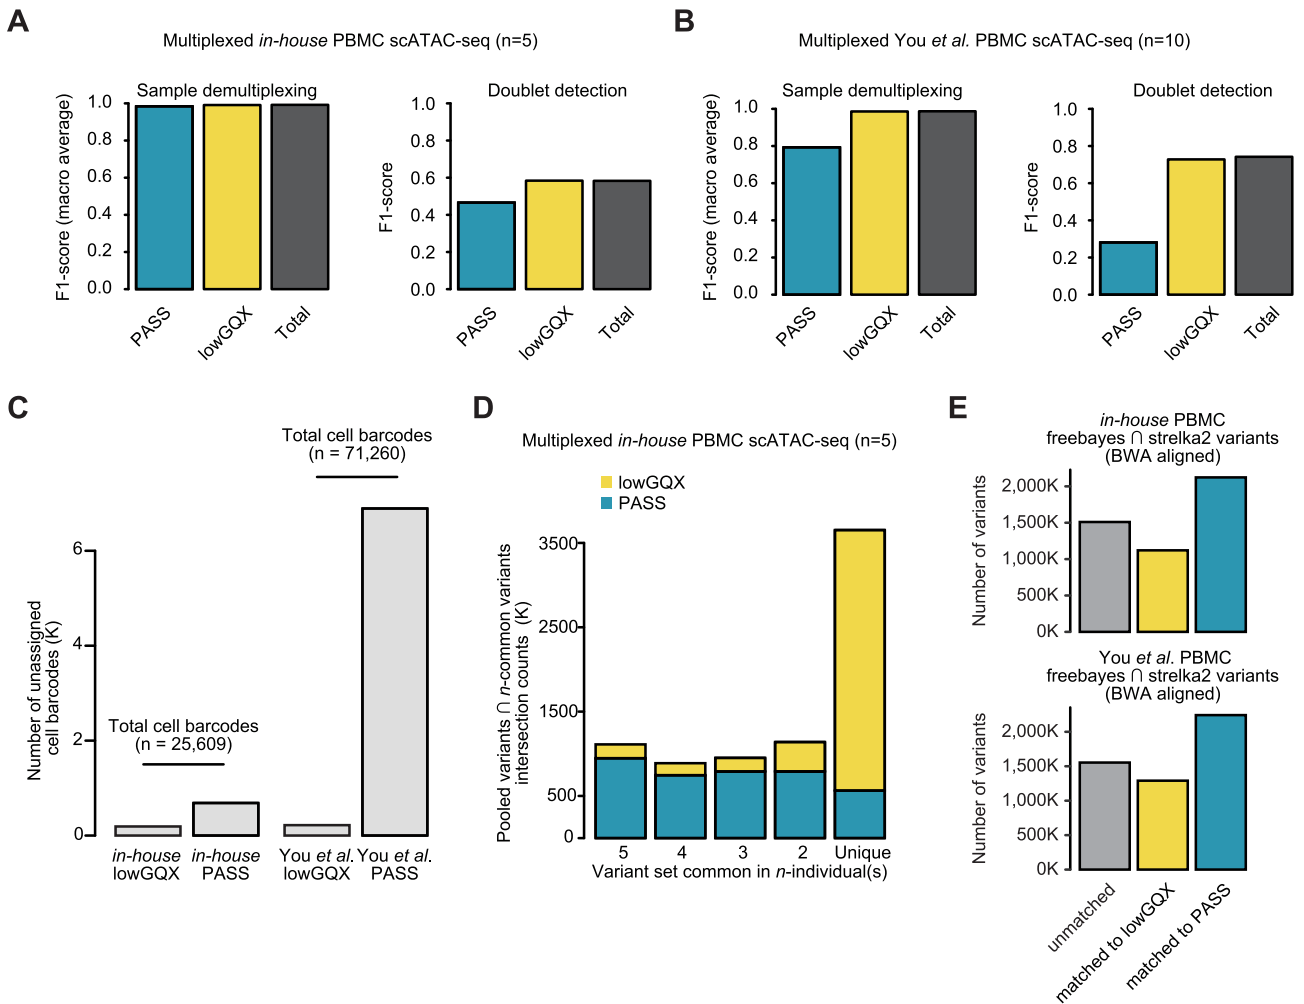 A
Multiplexed in-house PBMC scATAC-seq (n=5)
Sample demultiplexing
F1-score (macro average)
1.0
0.8
0.6
0.4
0.2
0.0
PASS
lowGQX
Total
Doublet detection
F1-score
1.0
0.8
0.6
0.4
0.2
0.0
PASS
lowGQX
Total
B
Multiplexed You et al. PBMC scATAC-seq (n=10)
Sample demultiplexing
F1-score (macro average)
1.0
0.8
0.6
0.4
0.2
0.0
PASS
lowGQX
Total
Doublet detection
F1-score
1.0
0.8
0.6
0.4
0.2
0.0
PASS
lowGQX
Total
C
Number of unassigned
cell barcodes (K)
6
4
2
0
Total cell barcodes
(n = 25,609)
Total cell barcodes
(n = 71,260)
in-house
lowGQX
in-house
PASS
You et al.
lowGQX
You et al.
PASS
D
Multiplexed in-house PBMC scATAC-seq (n=5)
lowGQX
PASS
Pooled variants ∩ n-common variants
intersection counts (K)
3500
2500
1500
500
0
5
4
3
2
Unique
Variant set common in n-individual(s)
E
in-house PBMC
freebayes ∩ strelka2 variants
(BWA aligned)
Number of variants
2,000K
1,500K
1,000K
500K
0K
You et al. PBMC
freebayes ∩ strelka2 variants
(BWA aligned)
Number of variants
2,000K
1,500K
1,000K
500K
0K
unmatched
matched to lowGQX
matched to PASS